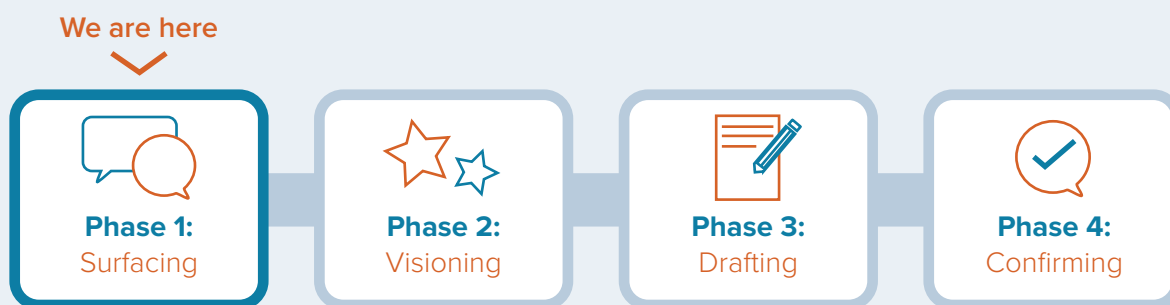 We are here
Phase 1:
Surfacing
Phase 2:
Visioning
Phase 3:
Drafting
Phase 4:
Confirming